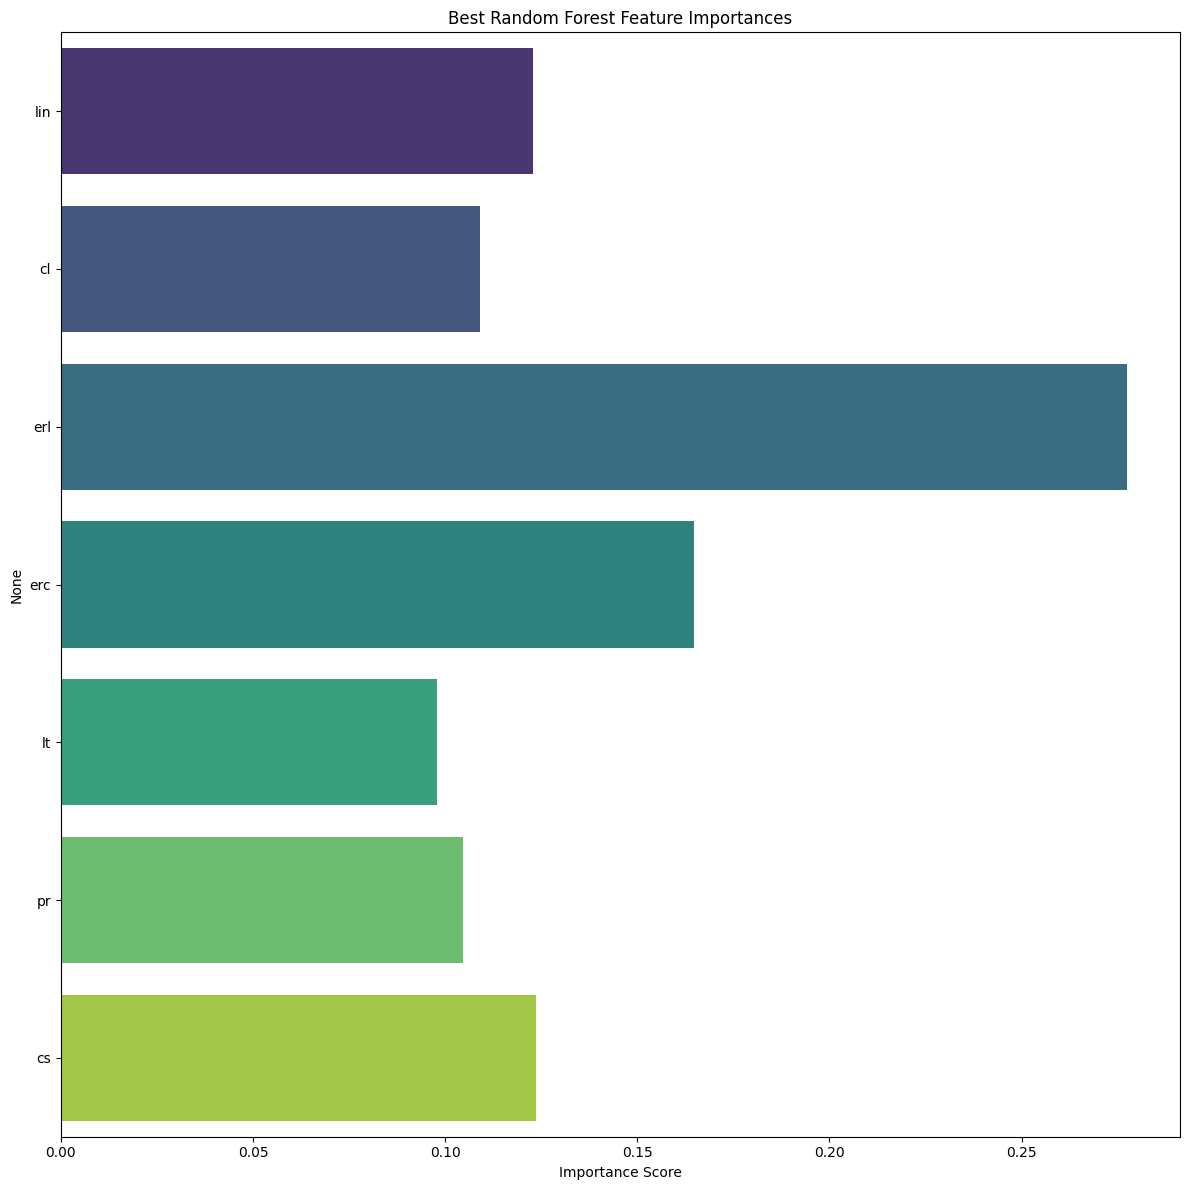 Best Random Forest Feature Importances
lin
cl
erl
erc
lt
pr
cs
None
0.00 0.05 0.10 0.15 0.20 0.25
Importance Score